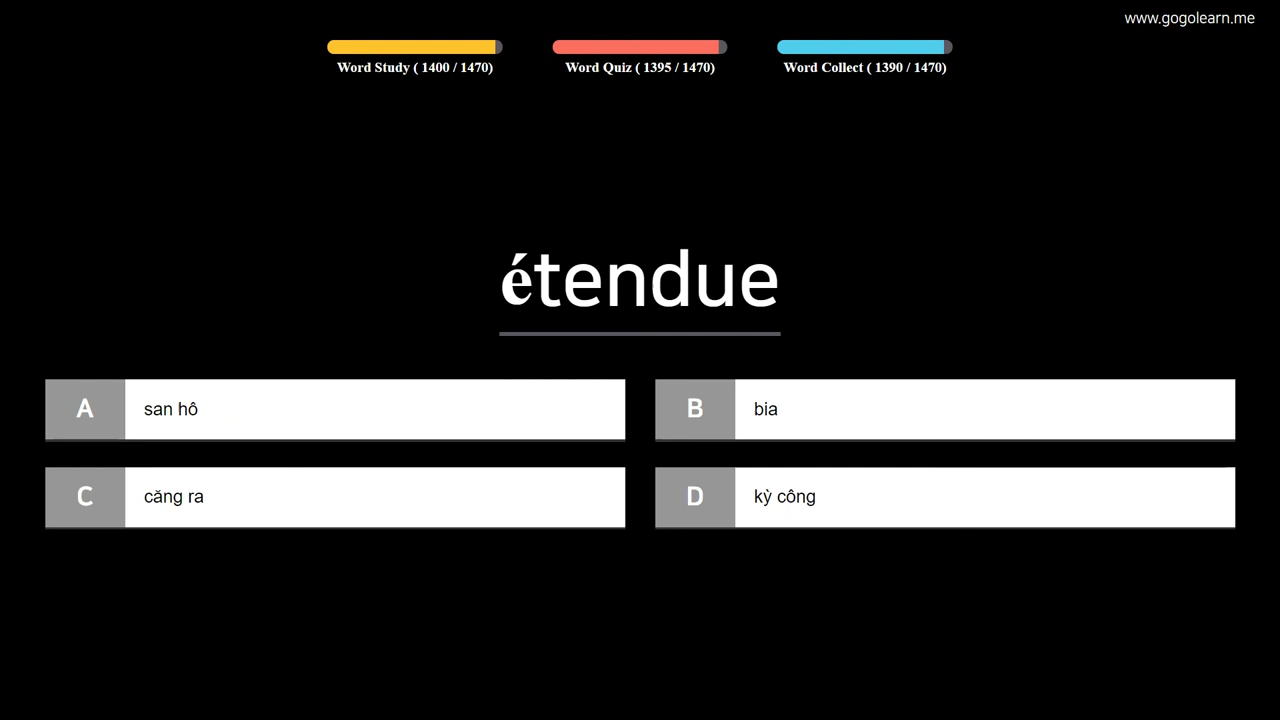 www.gogolearn.me
Word Study ( 1400 / 1470)
Word Quiz ( 1395 / 1470)
Word Collect ( 1390 / 1470)
étendue
A san hô
B bia
C căng ra
D kỳ công